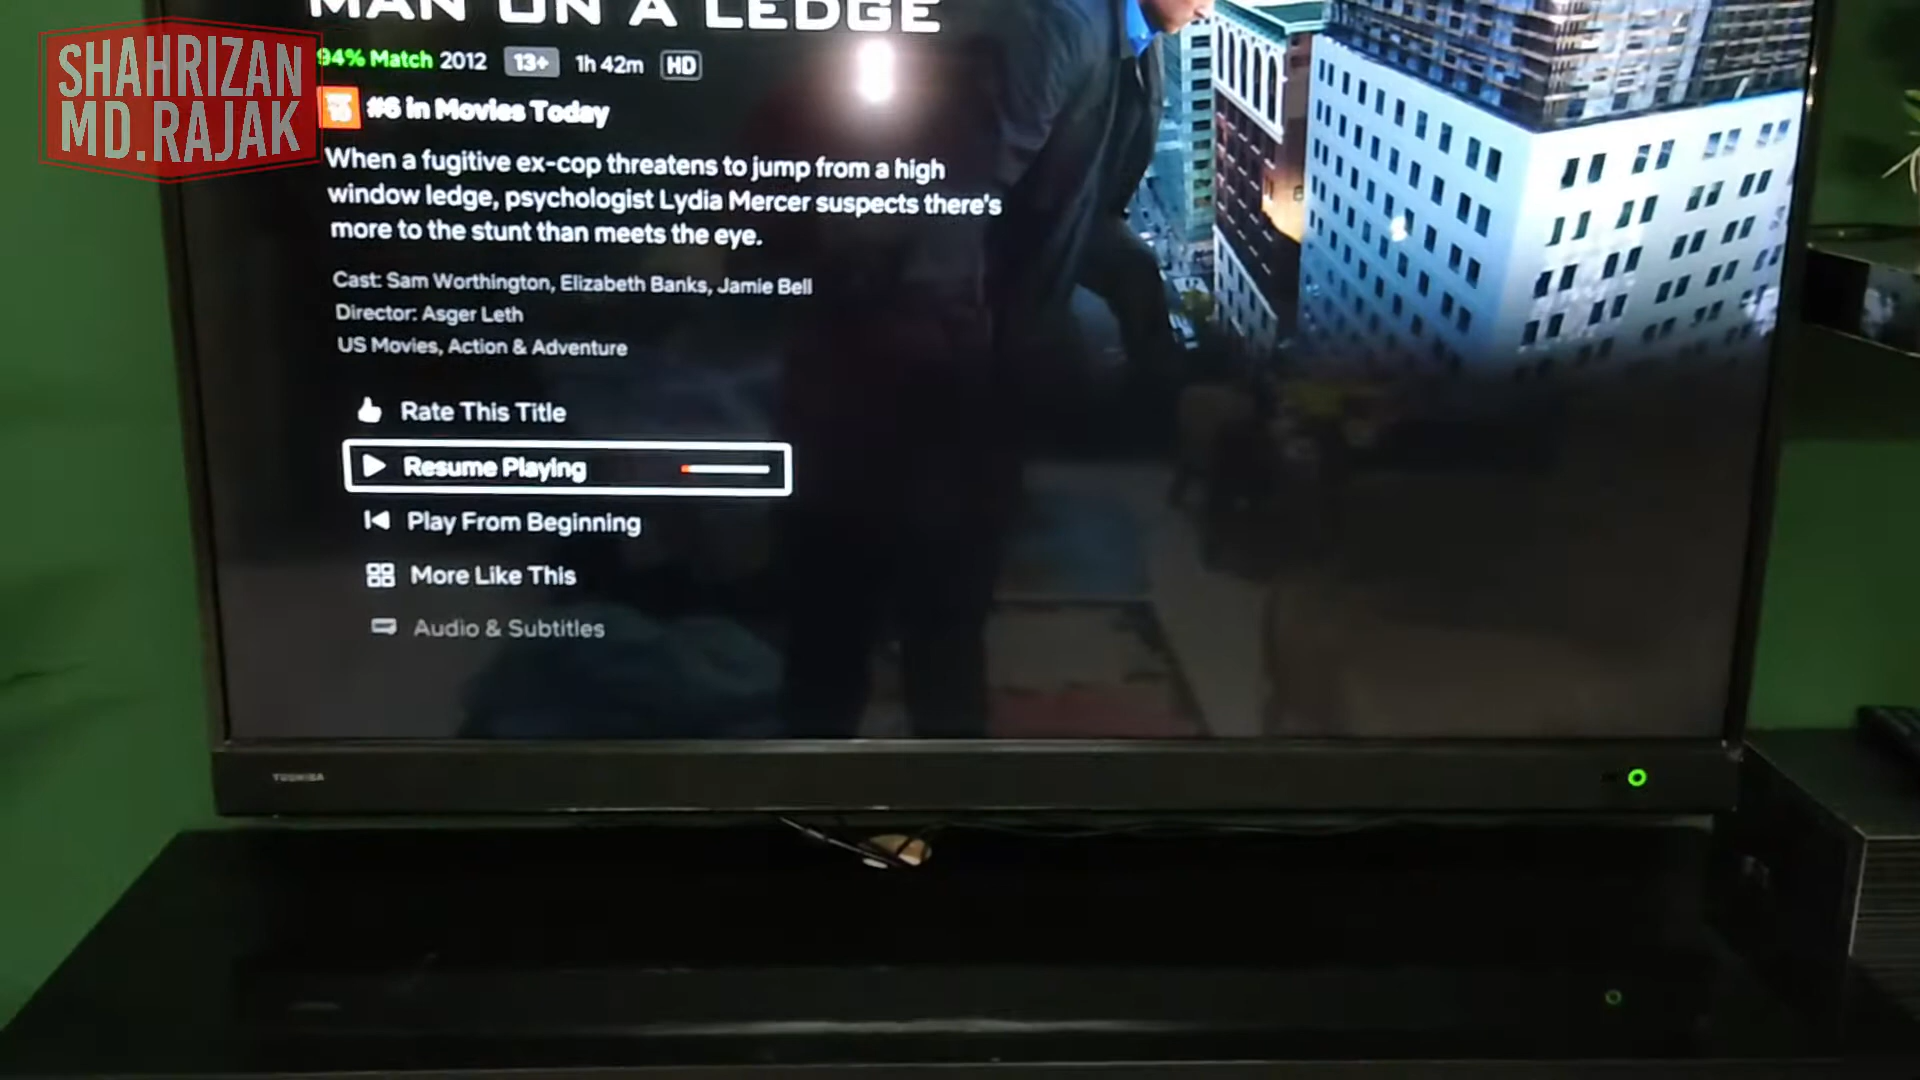 SHAHRIZAN
MD.RAJAK
MAN ON A LEDGE
94% Match 2012 13+ 1h 42m HD
TOP 10 #6 in Movies Today
When a fugitive ex-cop threatens to jump from a high
window ledge, psychologist Lydia Mercer suspects there's
more to the stunt than meets the eye.
Cast: Sam Worthington, Elizabeth Banks, Jamie Bell
Director: Asger Leth
US Movies, Action & Adventure
Rate This Title
Resume Playing
Play From Beginning
More Like This
Audio & Subtitles
TOSHIBA